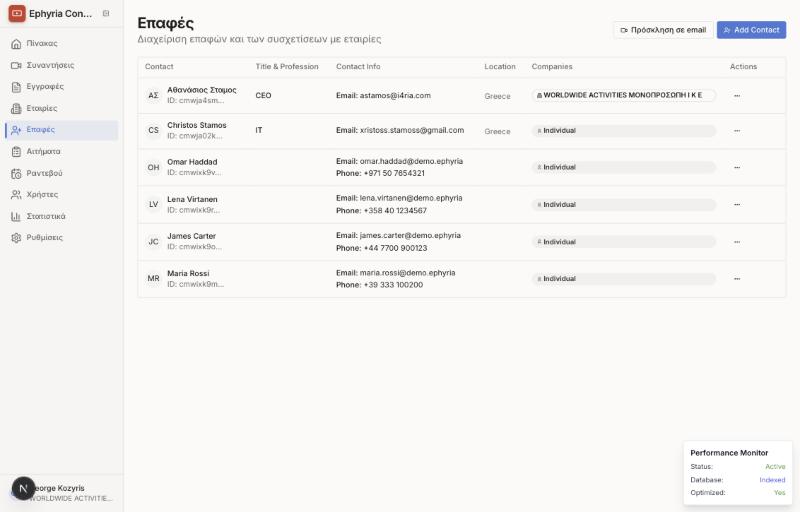 Ephyria Con...
Πίνακας
Συναντήσεις
Εγγραφές
Εταιρίες
Επαφές
Αιτήματα
Ραντεβού
Χρήστες
Στατιστικά
Ρυθμίσεις
N
eorge Kozyris
WORLDWIDE ACTIVITIE...
Επαφές
Διαχείριση επαφών και των συσχετίσεων με εταιρίες
Πρόσκληση σε email
Add Contact
Contact Title & Profession Contact Info Location Companies Actions
ΑΣ Αθανάσιος Σταμος CEO Email: astamos@i4ria.com Greece WORLDWIDE ACTIVITIES ΜΟΝΟΠΡΟΣΩΠΗ Ι Κ Ε ...
ID: cmwja4sm...
CS Christos Stamos IT Email: xristoss.stamoss@gmail.com Greece Individual ...
ID: cmwja02k...
OH Omar Haddad Email: omar.haddad@demo.ephyria Individual ...
ID: cmwixk9v... Phone: +971 50 7654321
LV Lena Virtanen Email: lena.virtanen@demo.ephyria Individual ...
ID: cmwixk9r... Phone: +358 40 1234567
JC James Carter Email: james.carter@demo.ephyria Individual ...
ID: cmwixk9o... Phone: +44 7700 900123
MR Maria Rossi Email: maria.rossi@demo.ephyria Individual ...
ID: cmwixk9m... Phone: +39 333 100200
Performance Monitor
Status: Active
Database: Indexed
Optimized: Yes